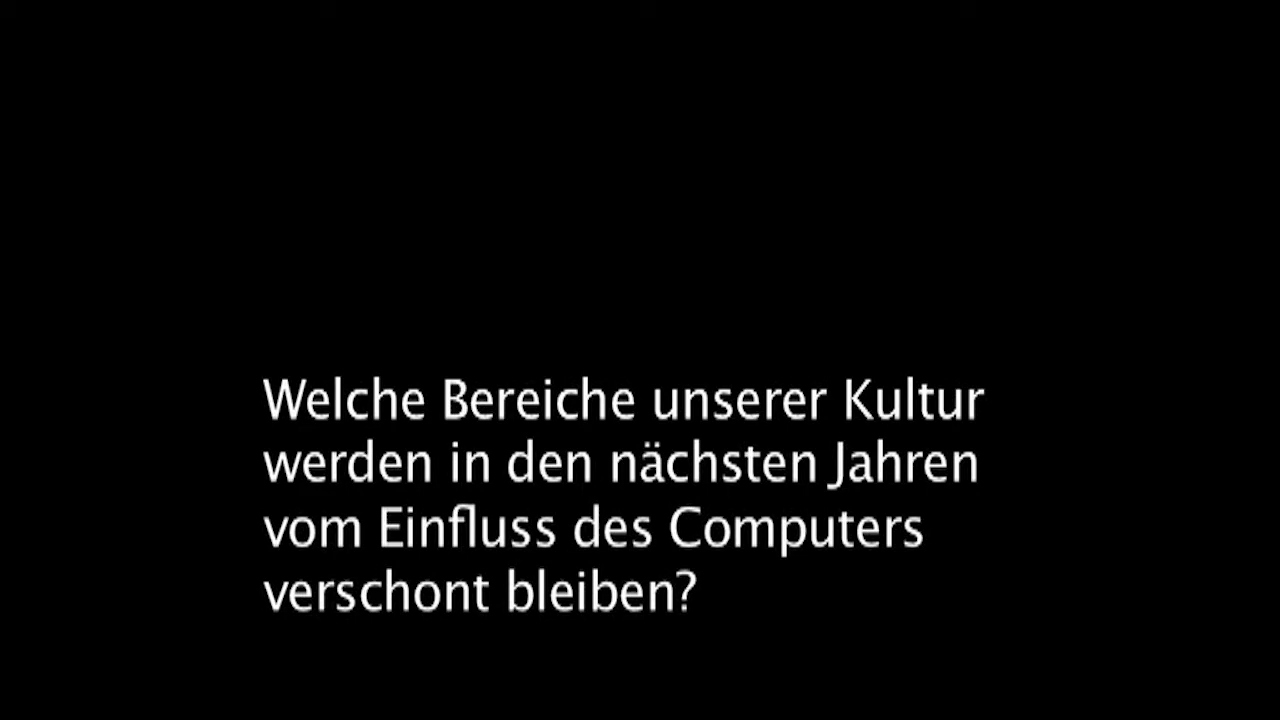 Welche Bereiche unserer Kultur
werden in den nächsten Jahren
vom Einfluss des Computers
verschont bleiben?